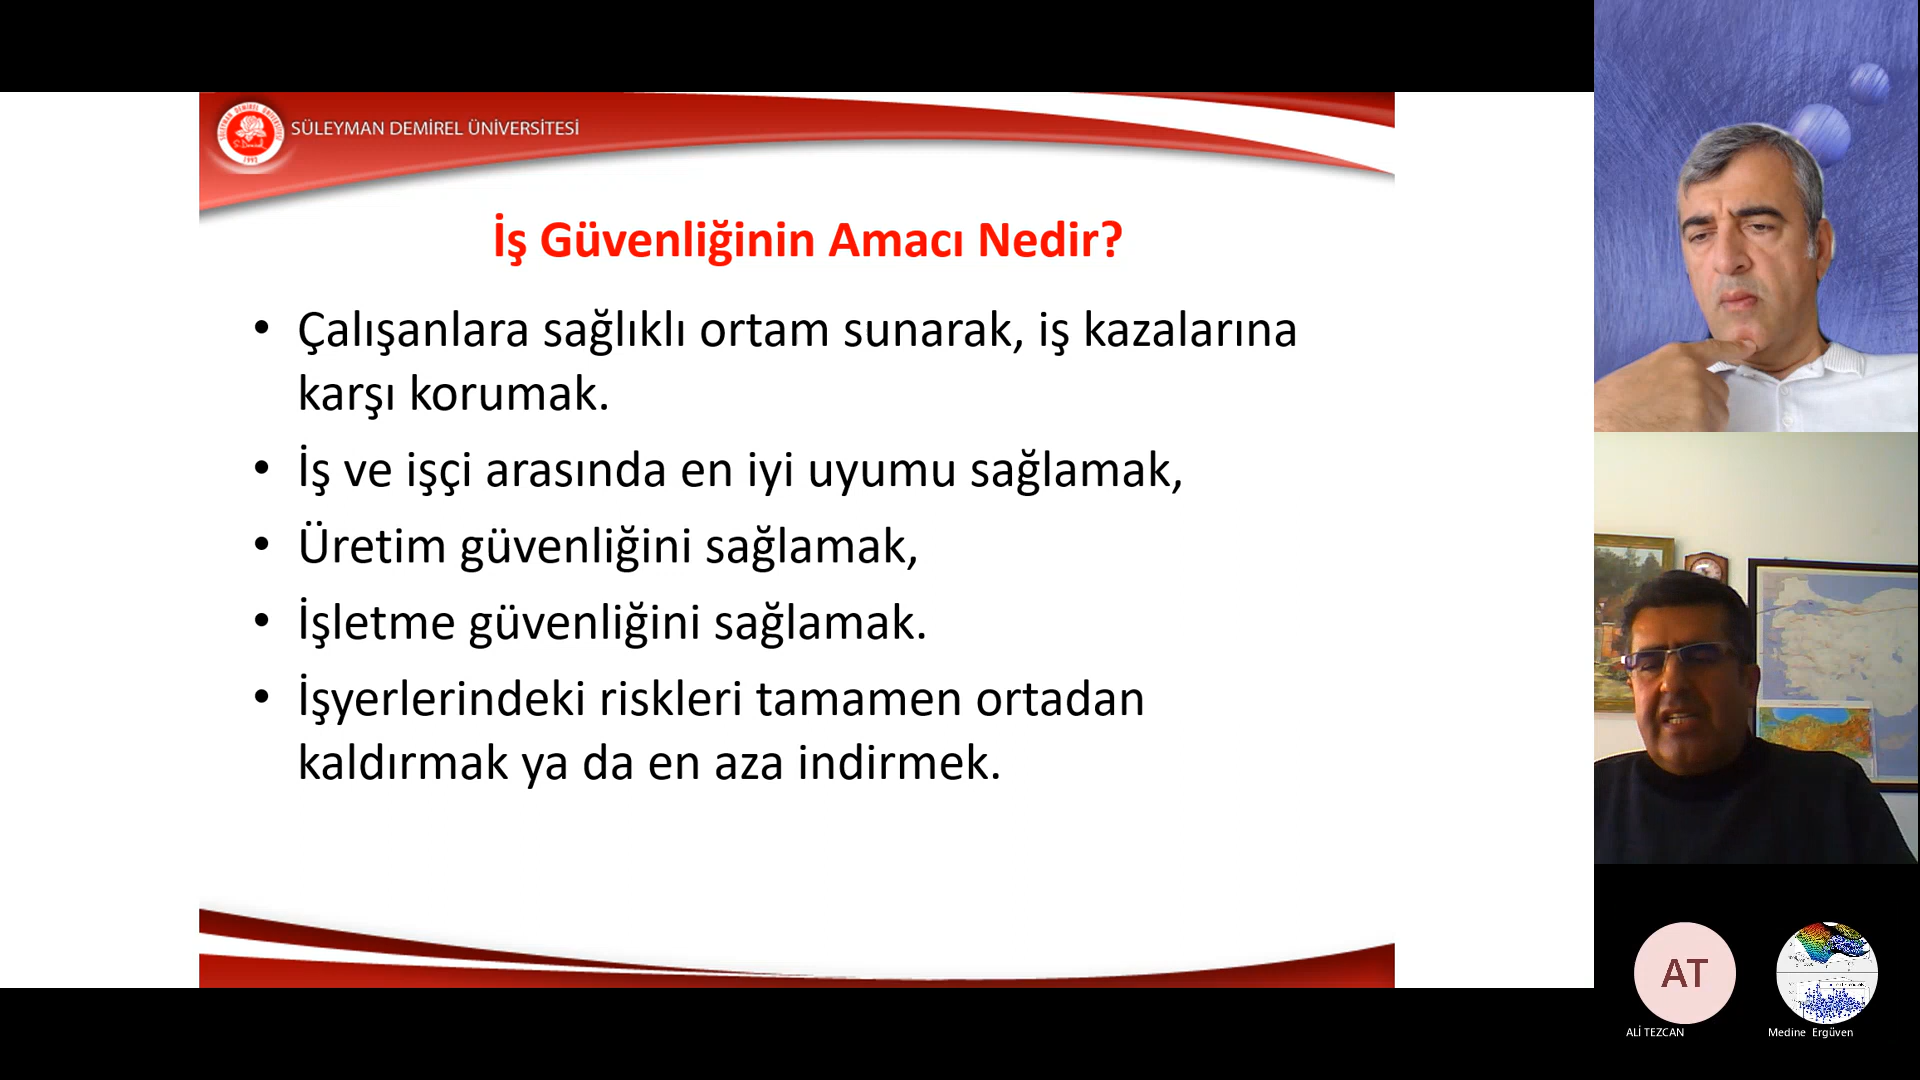 SÜLEYMAN DEMİREL ÜNİVERSİTESİ
1992
İş Güvenliğinin Amacı Nedir?
• Çalışanlara sağlıklı ortam sunarak, iş kazalarına
karşı korumak.
• İş ve işçi arasında en iyi uyumu sağlamak,
• Üretim güvenliğini sağlamak,
• İşletme güvenliğini sağlamak.
• İşyerlerindeki riskleri tamamen ortadan
kaldırmak ya da en aza indirmek.
AT
ALİ TEZCAN
Medine Ergüven